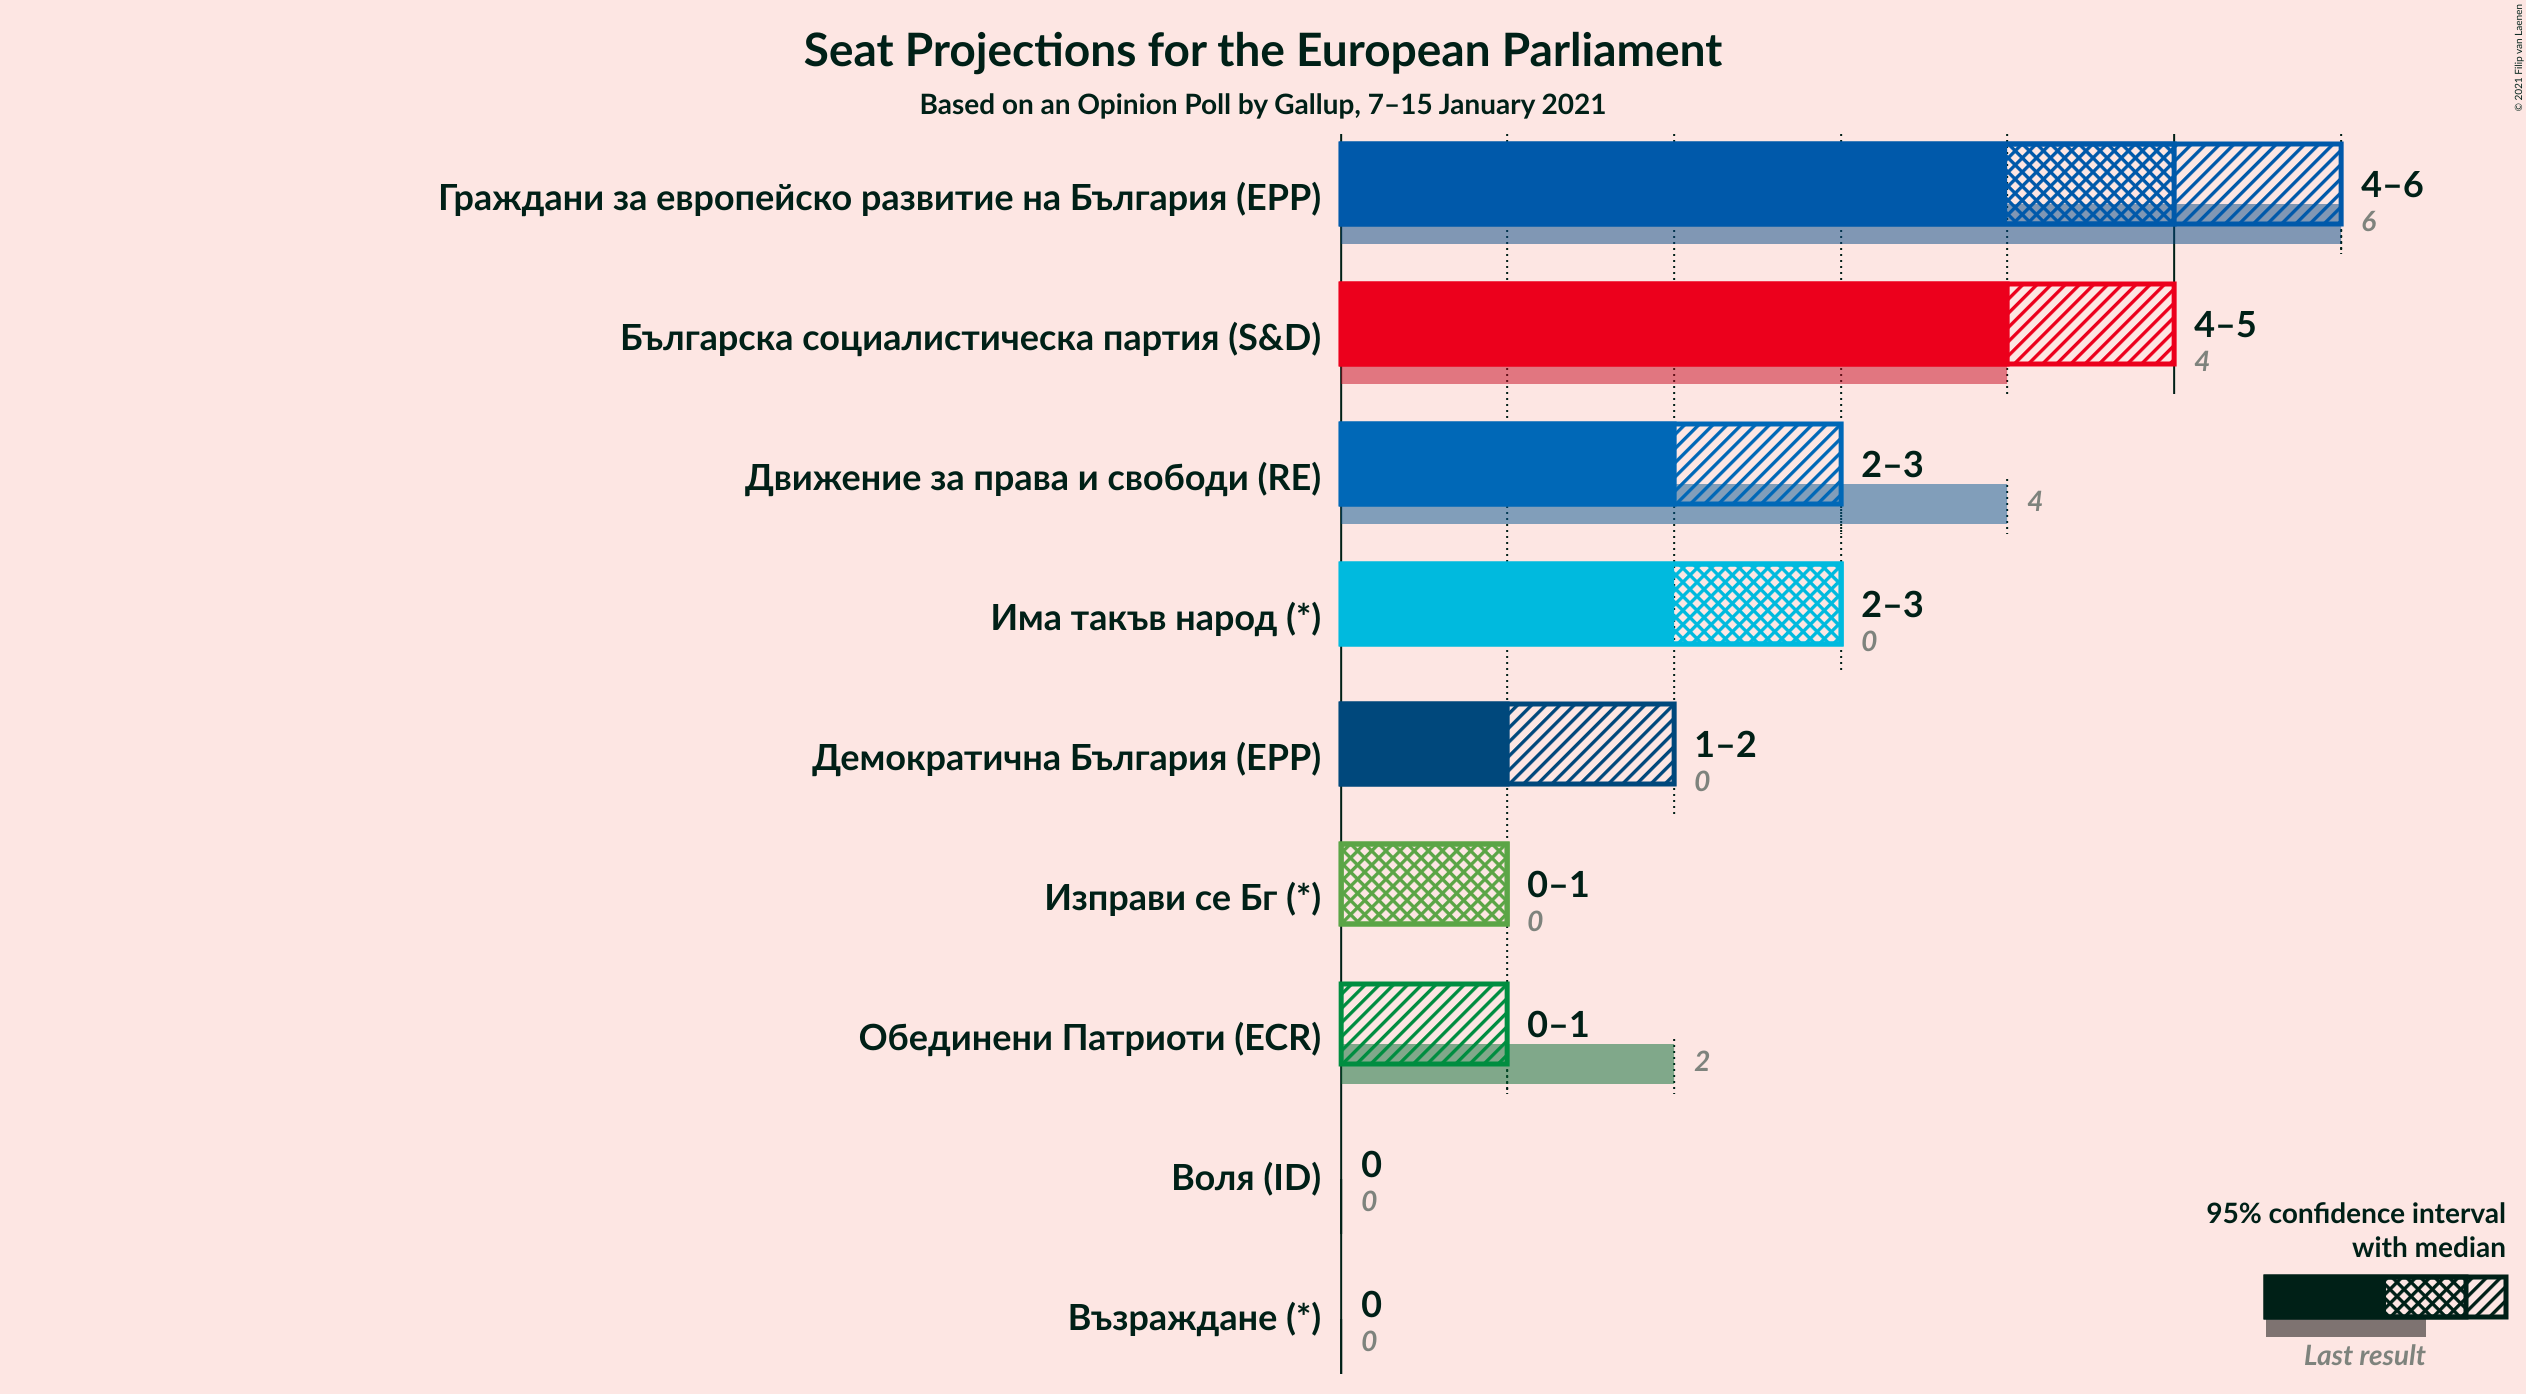 Seat Projections for the European Parliament
Based on an Opinion Poll by Gallup, 7–15 January 2021
© 2021 Filip van Laenen
Граждани за европейско развитие на България (EPP)
4–6
6
Българска социалистическа партия (S&D)
4–5
4
Движение за права и свободи (RE)
2–3
4
Има такъв народ (*)
2–3
0
Демократична България (EPP)
1–2
0
Изправи се Бг (*)
0–1
0
Обединени Патриоти (ECR)
0–1
2
Воля (ID)
0
0
Възраждане (*)
0
0
95% confidence interval
with median
Last result